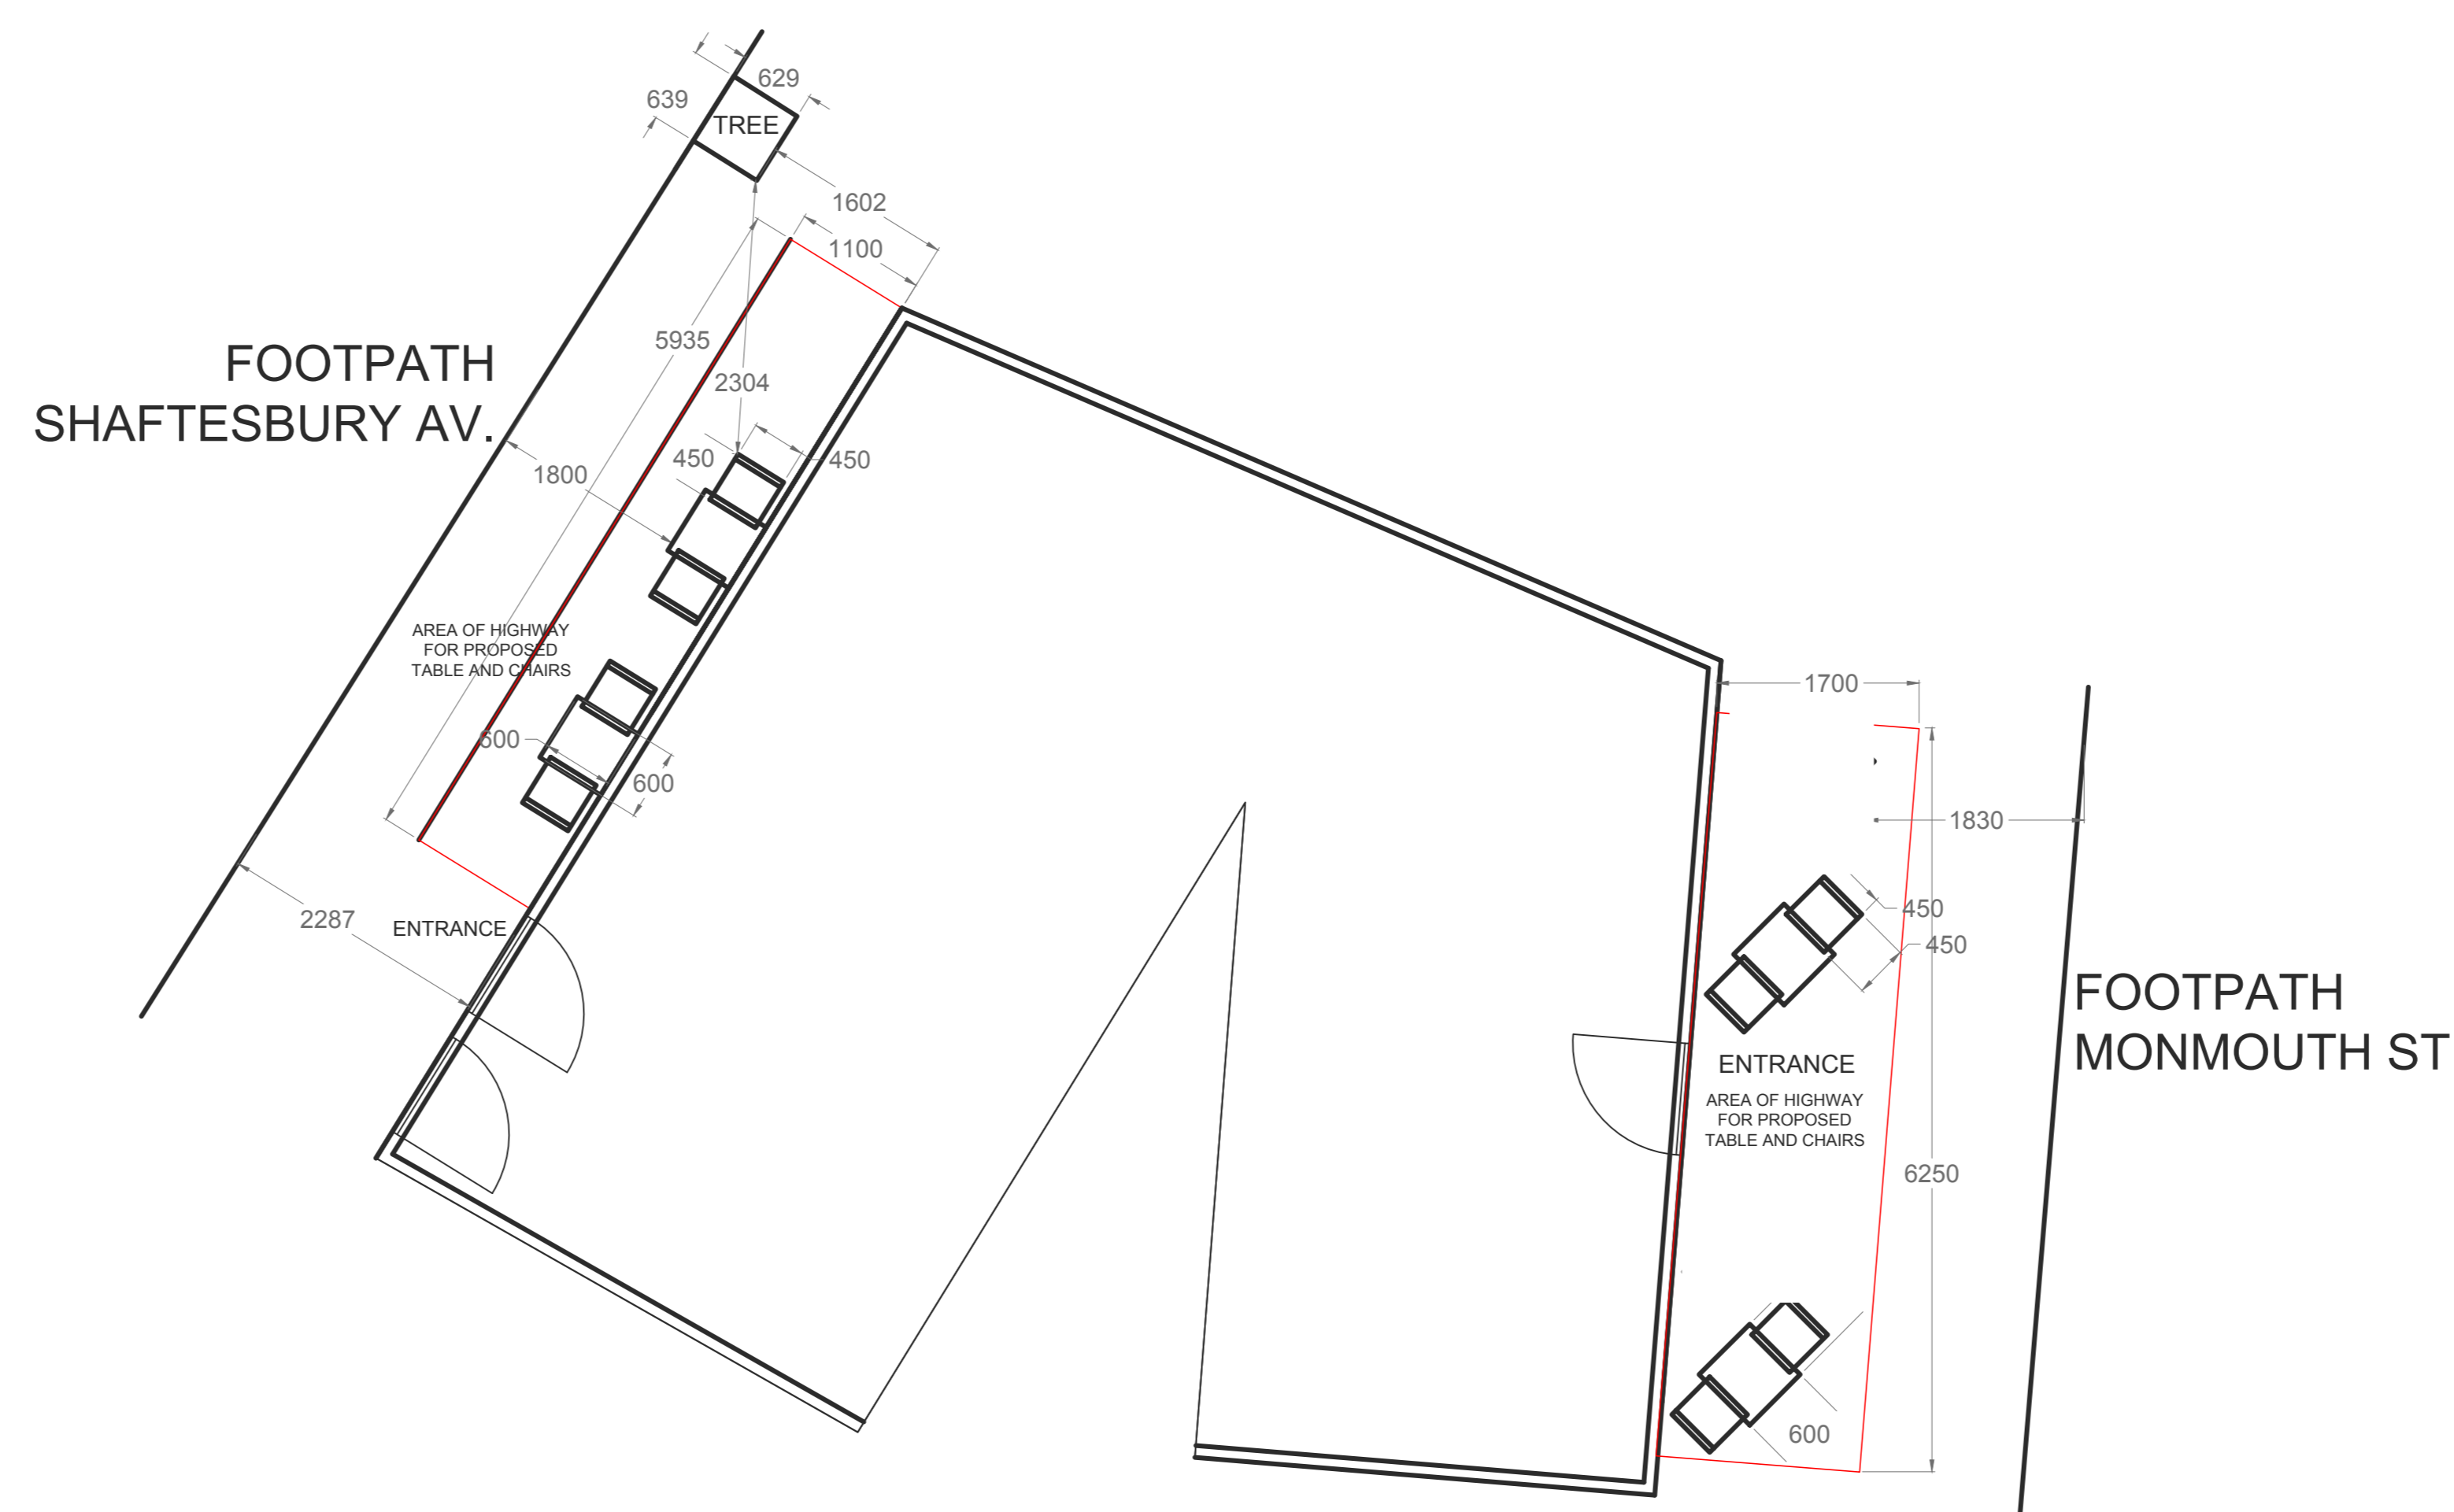 629
639
TREE
1602
1100
5935
FOOTPATH
SHAFTESBURY AV.
2304
450
450
1800
AREA OF HIGHWAY
FOR PROPOSED
TABLE AND CHAIRS
600
600
2287
ENTRANCE
1700
1830
450
450
FOOTPATH
MONMOUTH ST
ENTRANCE
AREA OF HIGHWAY
FOR PROPOSED
TABLE AND CHAIRS
6250
600